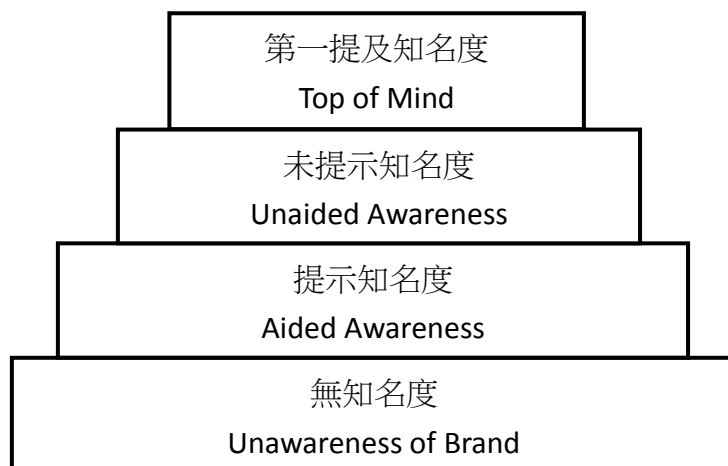 第一提及知名度
Top of Mind
未提示知名度
Unaided Awareness
提示知名度
Aided Awareness
無知名度
Unawareness of Brand